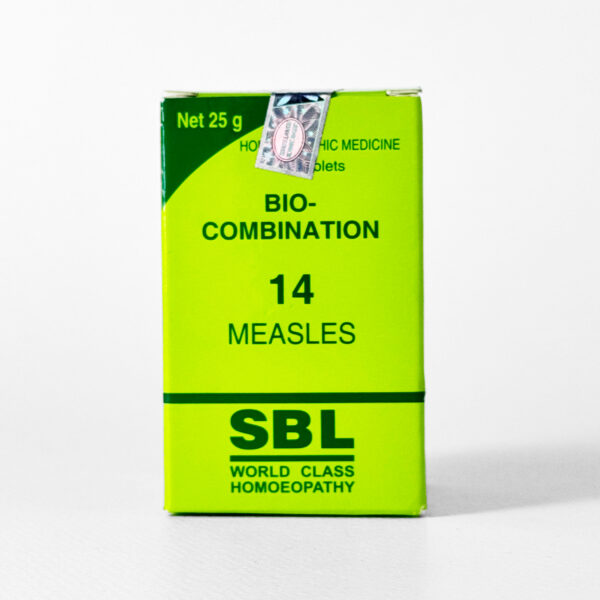 Net 25 g
MEDICINE
BIO-
COMBINATION
14
MEASLES
SBL
WORLD CLASS
HOMOEOPATHY